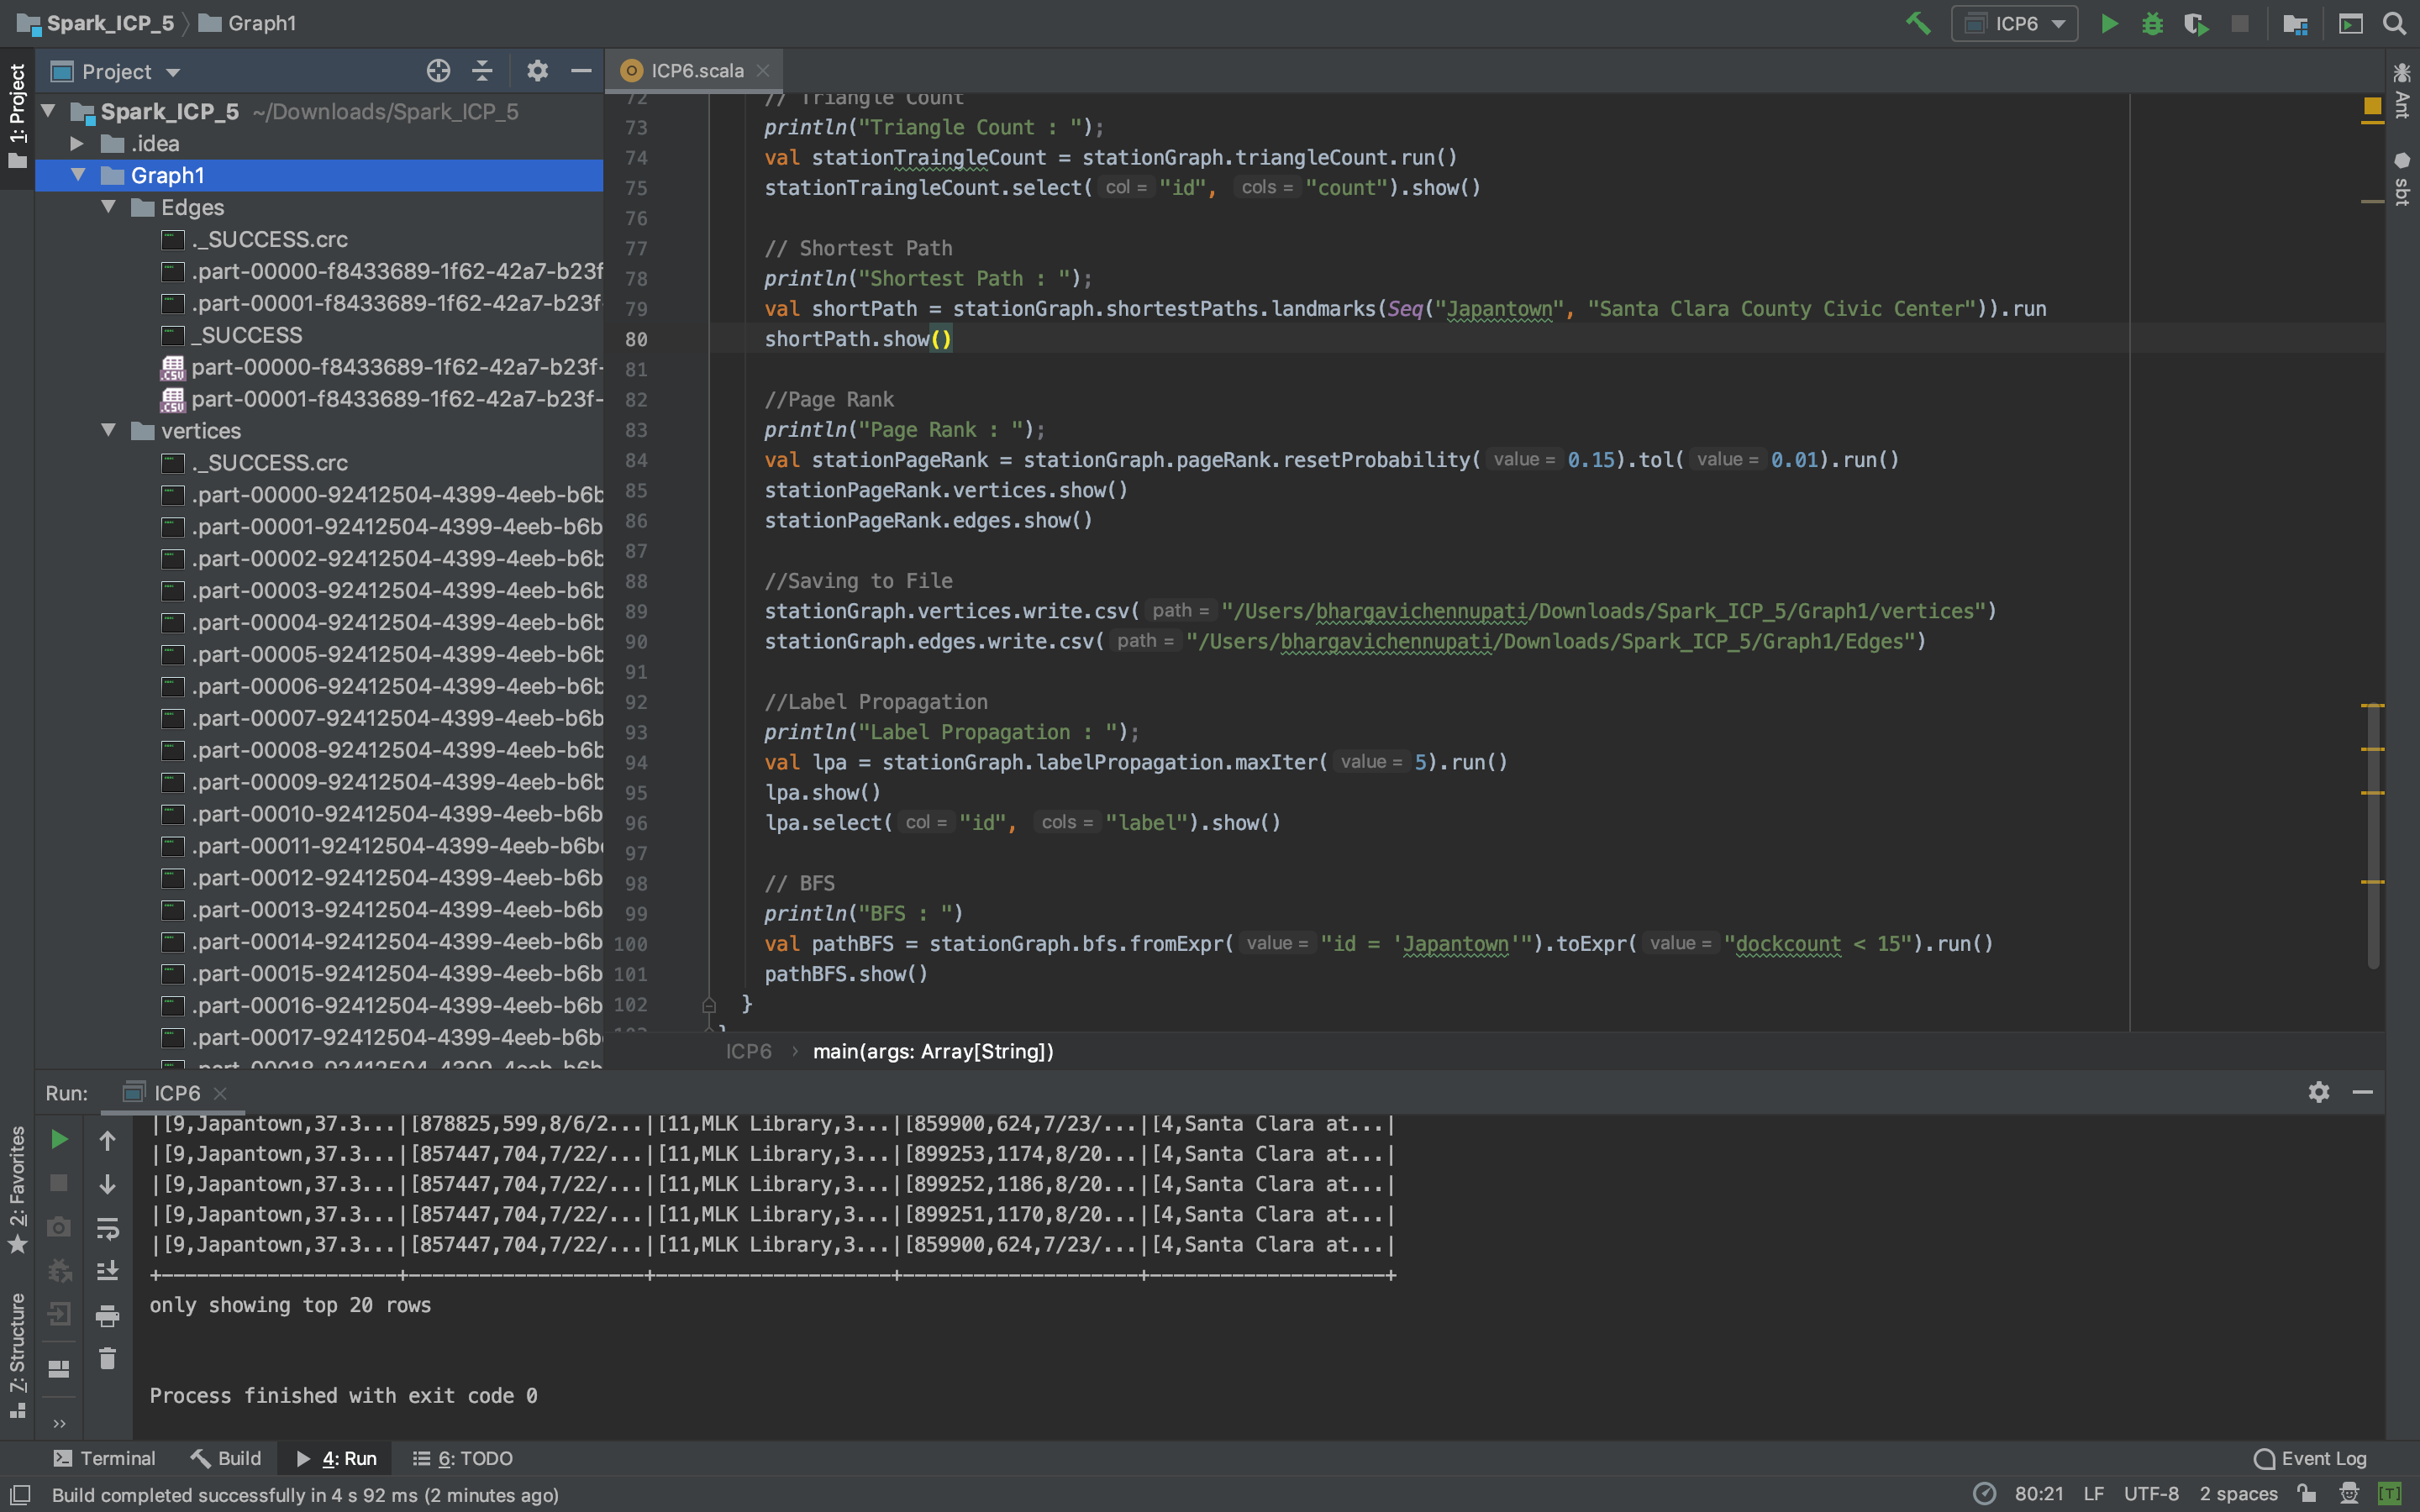 Spark_ICP_5 Graph1
ICP6
Project
ICP6.scala
1: Project
Spark_ICP_5 ~/Downloads/Spark_ICP_5
.idea
Graph1
Edges
._SUCCESS.crc
.part-00000-f8433689-1f62-42a7-b23f
.part-00001-f8433689-1f62-42a7-b23f
_SUCCESS
part-00000-f8433689-1f62-42a7-b23f-
part-00001-f8433689-1f62-42a7-b23f-
vertices
._SUCCESS.crc
.part-00000-92412504-4399-4eeb-b6b
.part-00001-92412504-4399-4eeb-b6b
.part-00002-92412504-4399-4eeb-b6b
.part-00003-92412504-4399-4eeb-b6b
.part-00004-92412504-4399-4eeb-b6b
.part-00005-92412504-4399-4eeb-b6b
.part-00006-92412504-4399-4eeb-b6b
.part-00007-92412504-4399-4eeb-b6b
.part-00008-92412504-4399-4eeb-b6b
.part-00009-92412504-4399-4eeb-b6b
.part-00010-92412504-4399-4eeb-b6b
.part-00011-92412504-4399-4eeb-b6b
.part-00012-92412504-4399-4eeb-b6b
.part-00013-92412504-4399-4eeb-b6b
.part-00014-92412504-4399-4eeb-b6b
.part-00015-92412504-4399-4eeb-b6b
.part-00016-92412504-4399-4eeb-b6b
.part-00017-92412504-4399-4eeb-b6b
.part-00018-92412504-4399-4eeb-b6b
72 // Triangle Count
73 println("Triangle Count : ");
74 val stationTraingleCount = stationGraph.triangleCount.run()
75 stationTraingleCount.select( col = "id", cols = "count").show()
76
77 // Shortest Path
78 println("Shortest Path : ");
79 val shortPath = stationGraph.shortestPaths.landmarks(Seq("Japantown", "Santa Clara County Civic Center")).run
80 shortPath.show()
81
82 //Page Rank
83 println("Page Rank : ");
84 val stationPageRank = stationGraph.pageRank.resetProbability( value = 0.15).tol( value = 0.01).run()
85 stationPageRank.vertices.show()
86 stationPageRank.edges.show()
87
88 //Saving to File
89 stationGraph.vertices.write.csv( path = "/Users/bhargavichennupati/Downloads/Spark_ICP_5/Graph1/vertices")
90 stationGraph.edges.write.csv( path = "/Users/bhargavichennupati/Downloads/Spark_ICP_5/Graph1/Edges")
91
92 //Label Propagation
93 println("Label Propagation : ");
94 val lpa = stationGraph.labelPropagation.maxIter( value = 5).run()
95 lpa.show()
96 lpa.select( col = "id", cols = "label").show()
97
98 // BFS
99 println("BFS : ")
100 val pathBFS = stationGraph.bfs.fromExpr( value = "id = 'Japantown'").toExpr( value = "dockcount < 15").run()
101 pathBFS.show()
102 }
103 }
ICP6 › main(args: Array[String])
Ant
sbt
Run: ICP6
|[9,Japantown,37.3...|[878825,599,8/6/2...|[11,MLK Library,3...|[859900,624,7/23/...|[4,Santa Clara at...|
|[9,Japantown,37.3...|[857447,704,7/22/...|[11,MLK Library,3...|[899253,1174,8/20...|[4,Santa Clara at...|
|[9,Japantown,37.3...|[857447,704,7/22/...|[11,MLK Library,3...|[899252,1186,8/20...|[4,Santa Clara at...|
|[9,Japantown,37.3...|[857447,704,7/22/...|[11,MLK Library,3...|[899251,1170,8/20...|[4,Santa Clara at...|
|[9,Japantown,37.3...|[857447,704,7/22/...|[11,MLK Library,3...|[859900,624,7/23/...|[4,Santa Clara at...|
+--------------------+--------------------+--------------------+--------------------+--------------------+
only showing top 20 rows
Process finished with exit code 0
2: Favorites
7: Structure
Terminal Build 4: Run 6: TODO Event Log
Build completed successfully in 4 s 92 ms (2 minutes ago) 80:21 LF UTF-8 2 spaces [T]